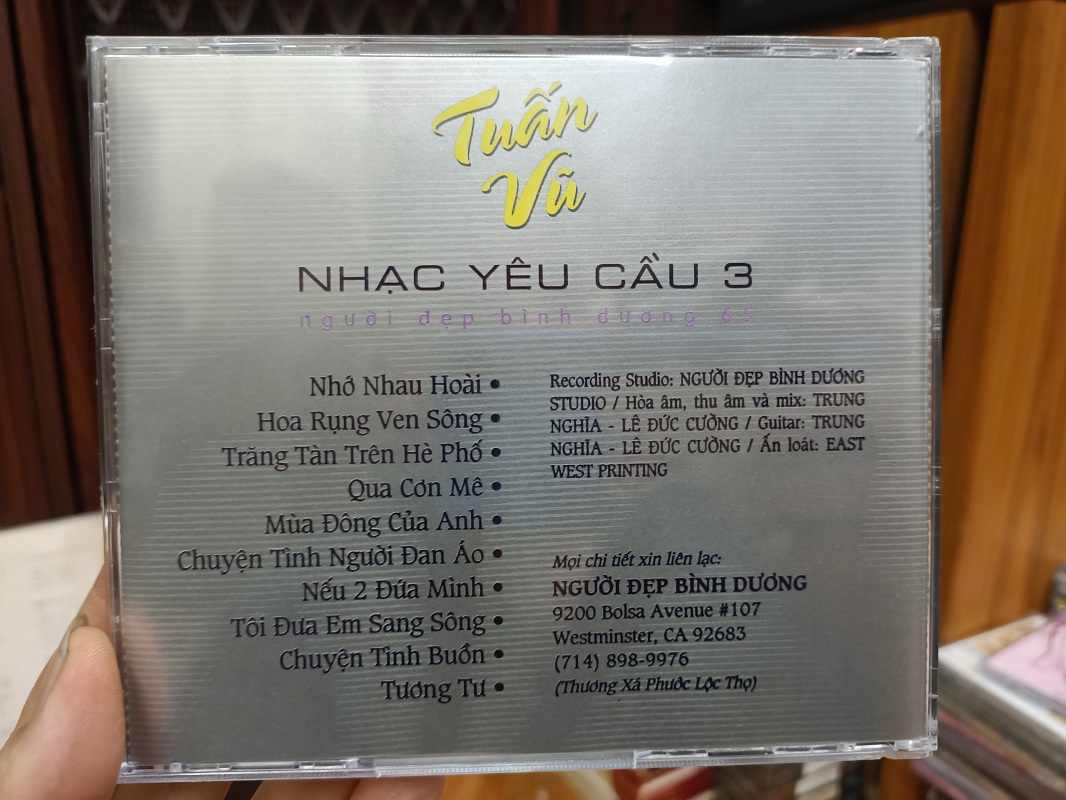 Tuấn
Vũ
NHẠC YÊU CẦU 3
người đẹp bình dương 65
Nhớ Nhau Hoài •
Hoa Rụng Ven Sông •
Trăng Tàn Trên Hè Phố •
Qua Cơn Mê •
Mùa Đông Của Anh •
Chuyện Tình Người Đan Áo •
Nếu 2 Đứa Mình •
Tôi Đưa Em Sang Sông •
Chuyện Tình Buồn •
Tương Tư •
Recording Studio: NGƯỜI ĐẸP BÌNH DƯƠNG
STUDIO / Hòa âm, thu âm và mix: TRUNG
NGHĨA - LÊ ĐỨC CƯỜNG / Guitar: TRUNG
NGHĨA - LÊ ĐỨC CƯỜNG / Ấn loát: EAST
WEST PRINTING
Mọi chi tiết xin liên lạc:
NGƯỜI ĐẸP BÌNH DƯƠNG
9200 Bolsa Avenue #107
Westminster, CA 92683
(714) 898-9976
(Thương Xá Phước Lộc Thọ)